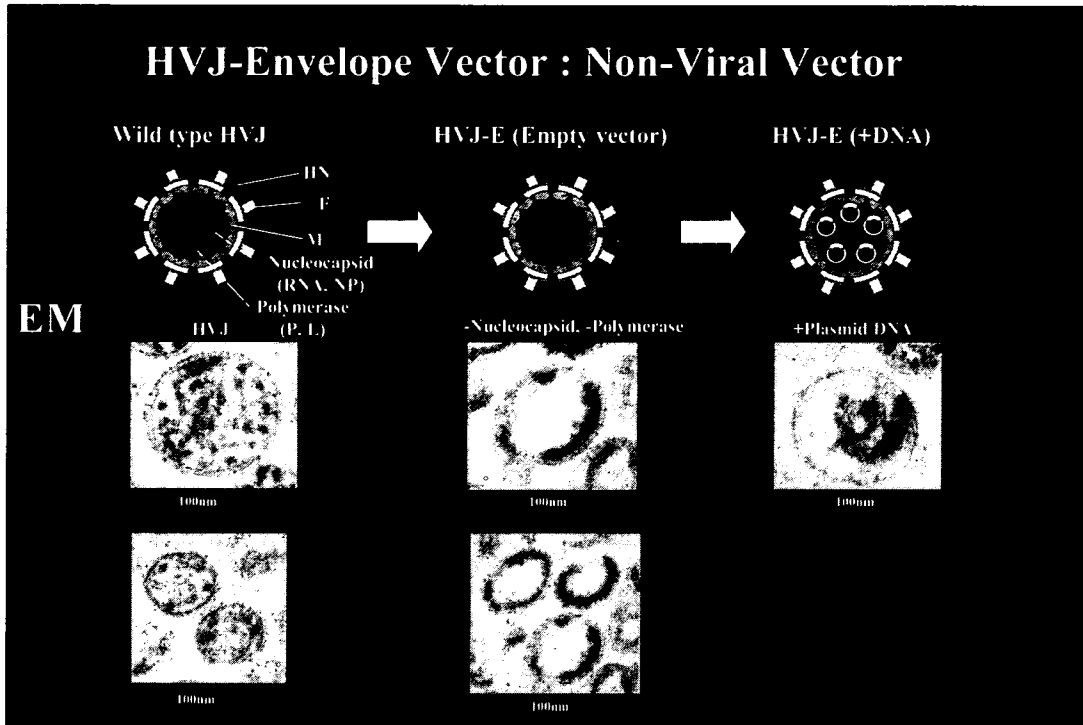 HVJ-Envelope Vector : Non-Viral Vector
Wild type HVJ
HVJ-E (Empty vector)
HVJ-E (+DNA)
HN
F
M
Nucleocapsid
(RNA, NP)
Polymerase
(P, L)
EM
HVJ
-Nucleocapsid, -Polymerase
+Plasmid DNA
100nm
100nm
100nm
100nm
100nm